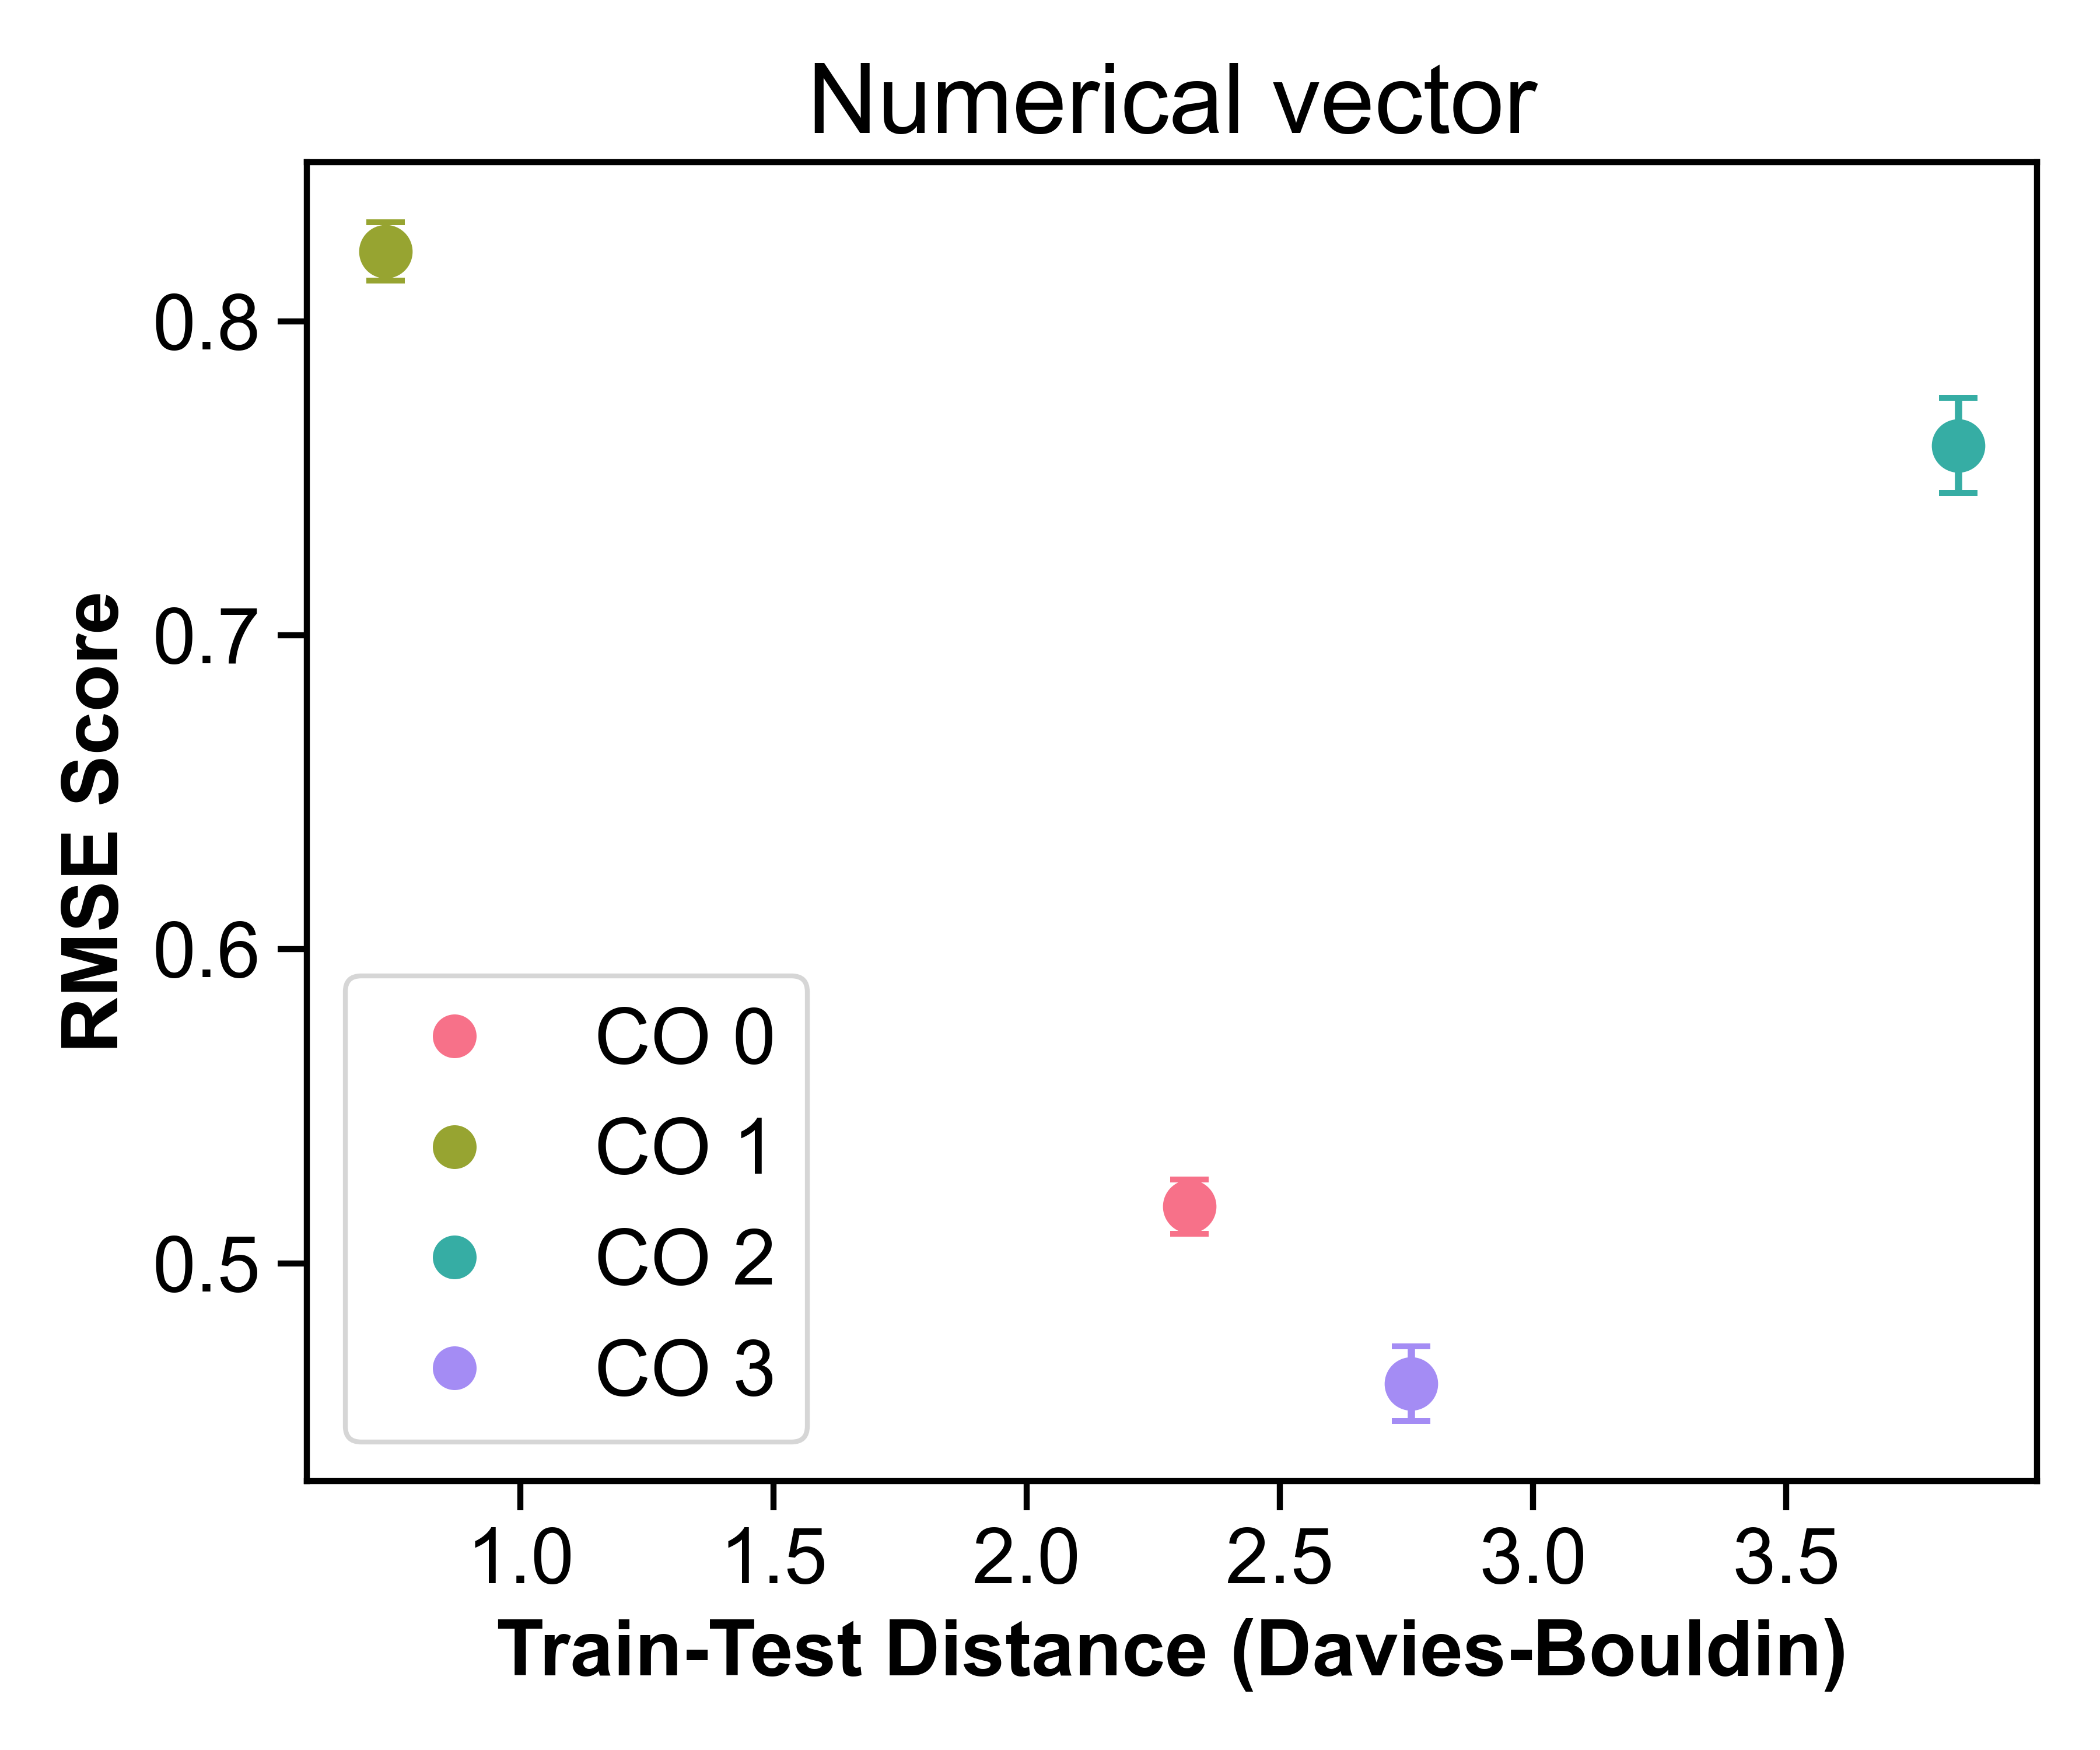 Numerical vector
RMSE Score
0.8
0.7
0.6
0.5
CO 0
CO 1
CO 2
CO 3
1.0 1.5 2.0 2.5 3.0 3.5
Train-Test Distance (Davies-Bouldin)